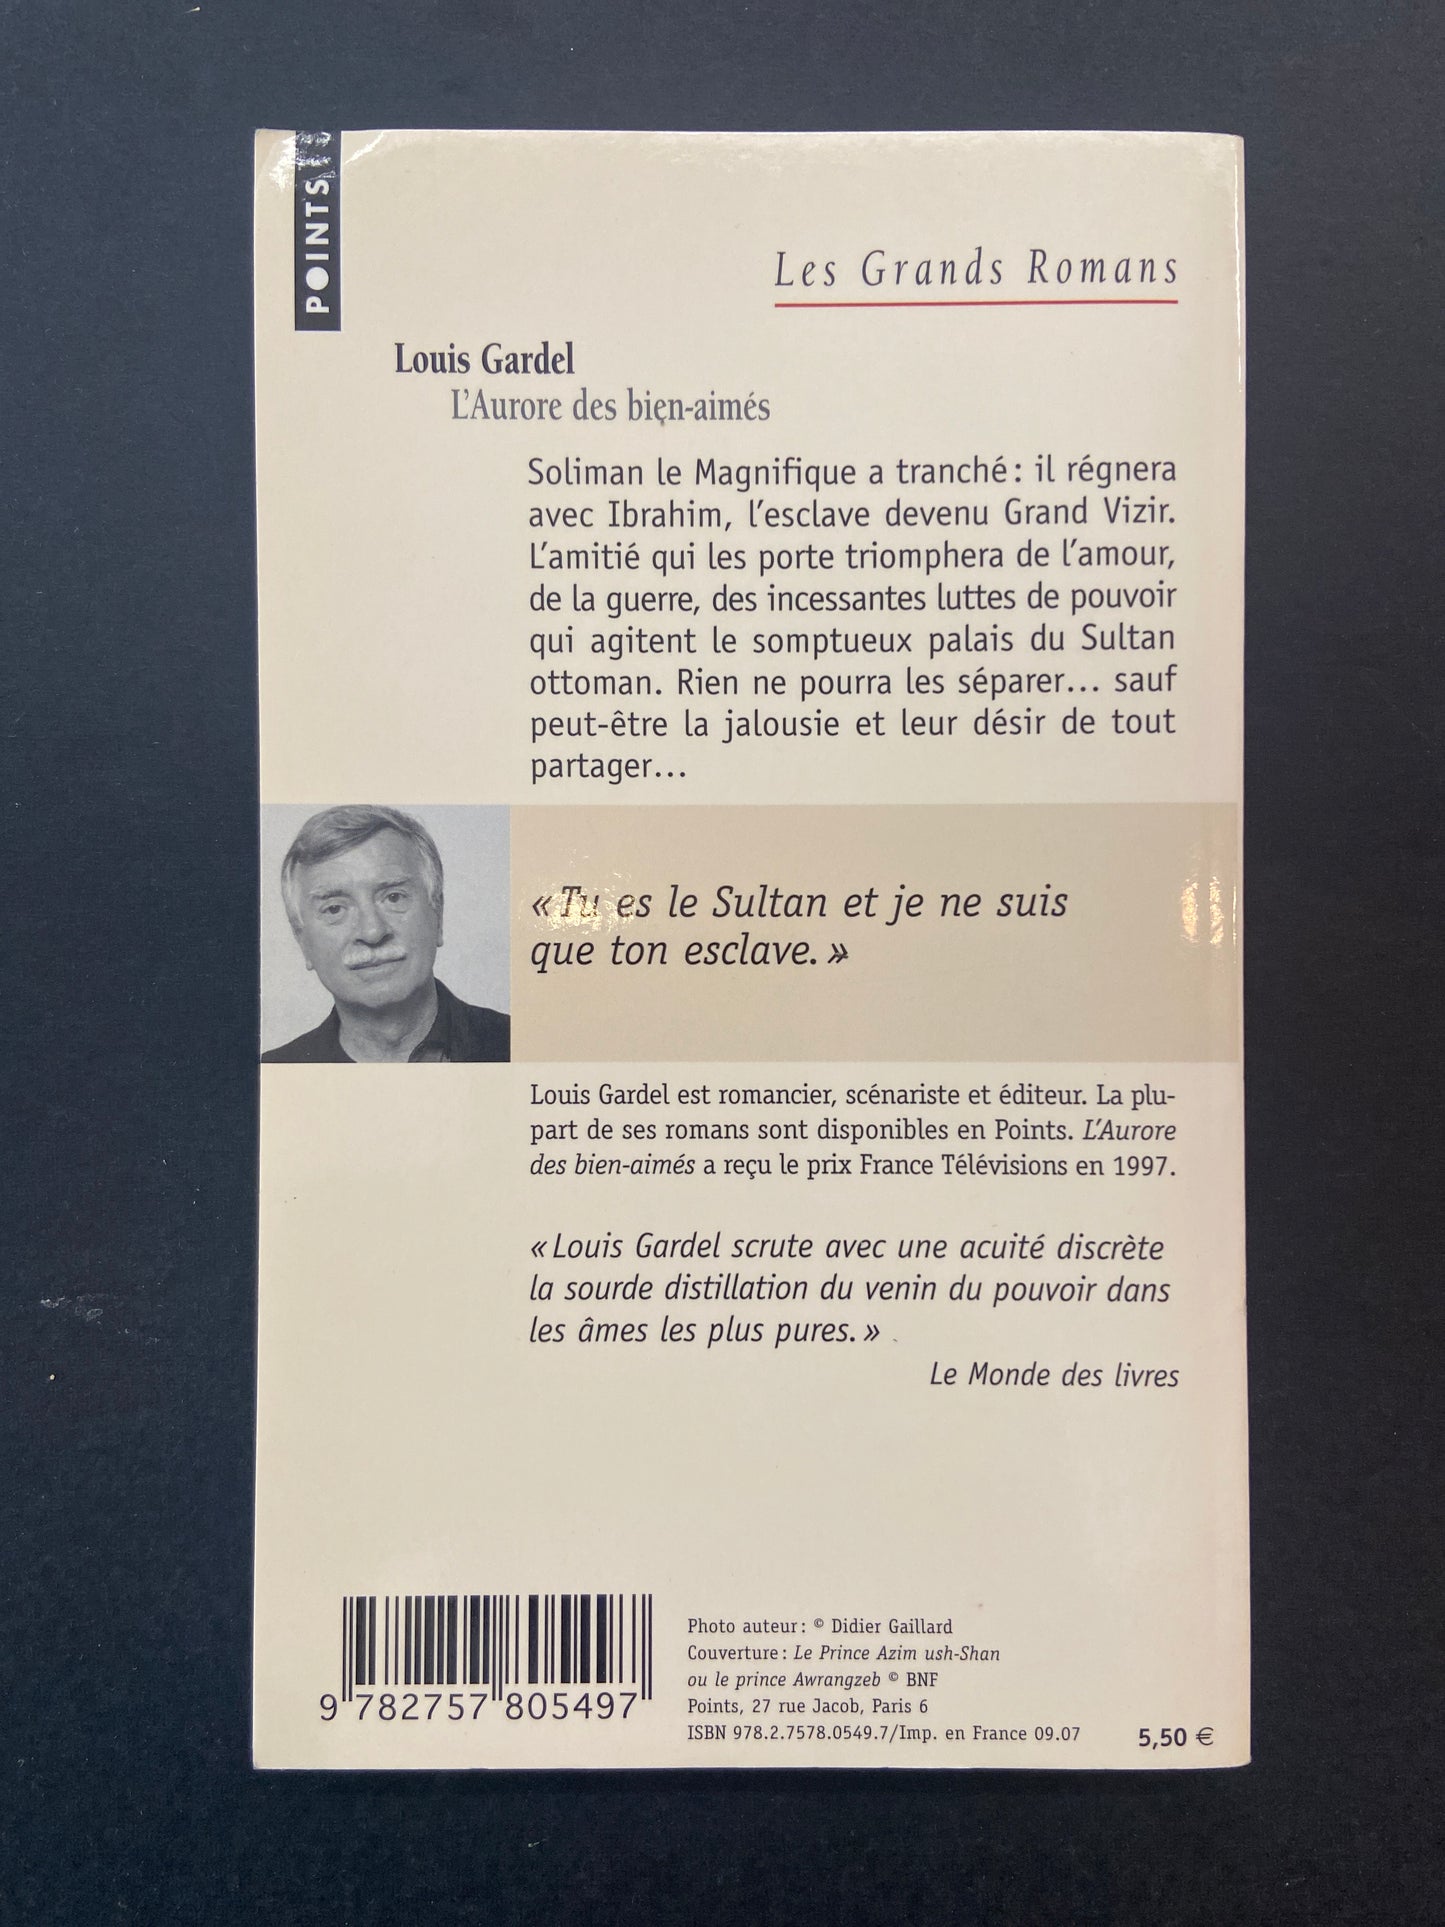 POINTS
Les Grands Romans
Louis Gardel
L'Aurore des bien-aimés
Soliman le Magnifique a tranché : il régnera
avec Ibrahim, l'esclave devenu Grand Vizir.
L'amitié qui les porte triomphera de l'amour,
de la guerre, des incessantes luttes de pouvoir
qui agitent le somptueux palais du Sultan
ottoman. Rien ne pourra les séparer... sauf
peut-être la jalousie et leur désir de tout
partager...
« Tu es le Sultan et je ne suis
que ton esclave. »
Louis Gardel est romancier, scénariste et éditeur. La plu-
part de ses romans sont disponibles en Points. L'Aurore
des bien-aimés a reçu le prix France Télévisions en 1997.
« Louis Gardel scrute avec une acuité discrète
la sourde distillation du venin du pouvoir dans
les âmes les plus pures. »
Le Monde des livres
9 782757 805497
Photo auteur : © Didier Gaillard
Couverture : Le Prince Azim ush-Shan
ou le prince Awrangzeb © BNF
Points, 27 rue Jacob, Paris 6
ISBN 978.2.7578.0549.7/Imp. en France 09.07
5,50 €